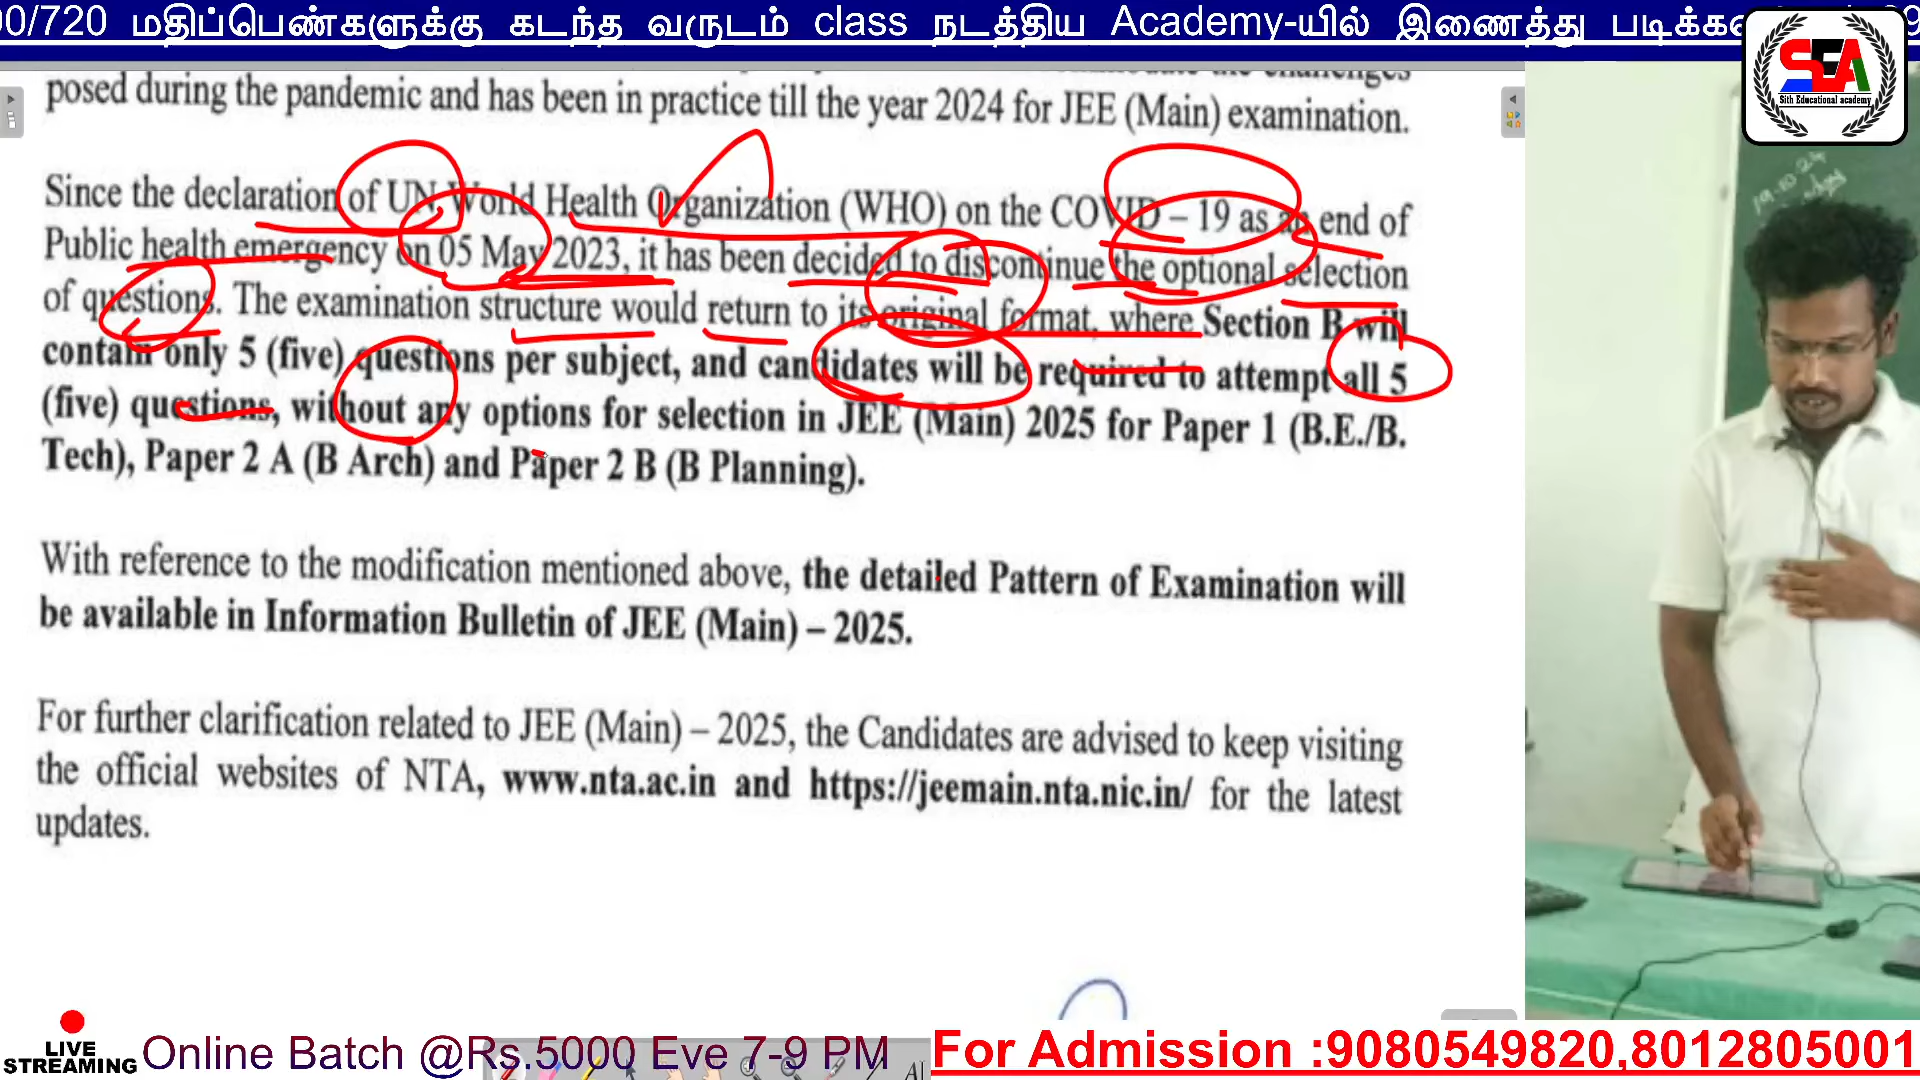 00/720 மதிப்பெண்களுக்கு கடந்த வருடம் class நடத்திய Academy-யில் இணைத்து படிக்க
SEA
Sith Educational academy
19-10-24
posed during the pandemic and has been in practice till the year 2024 for JEE (Main) examination.
Since the declaration of UN World Health Organization (WHO) on the COVID – 19 as an end of
Public health emergency on 05 May 2023, it has been decided to discontinue the optional selection
of questions. The examination structure would return to its original format, where Section B will
contain only 5 (five) questions per subject, and candidates will be required to attempt all 5
(five) questions, without any options for selection in JEE (Main) 2025 for Paper 1 (B.E./B.
Tech), Paper 2 A (B Arch) and Paper 2 B (B Planning).
With reference to the modification mentioned above, the detailed Pattern of Examination will
be available in Information Bulletin of JEE (Main) – 2025.
For further clarification related to JEE (Main) – 2025, the Candidates are advised to keep visiting
the official websites of NTA, www.nta.ac.in and https://jeemain.nta.nic.in/ for the latest
updates.
LIVE
STREAMING
Online Batch @Rs.5000 Eve 7-9 PM
For Admission :9080549820,8012805001